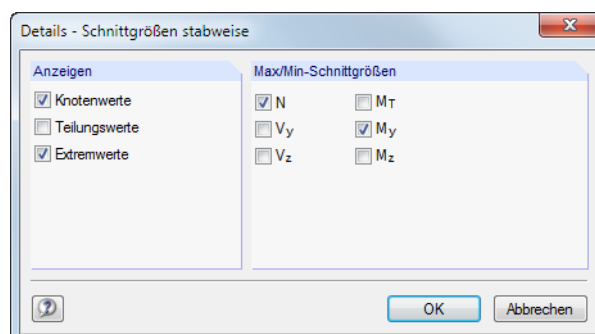 Details - Schnittgrößen stabweise
Anzeigen
Knotenwerte
Teilungswerte
Extremwerte
Max/Min-Schnittgrößen
N
Vy
Vz
MT
My
Mz
OK
Abbrechen